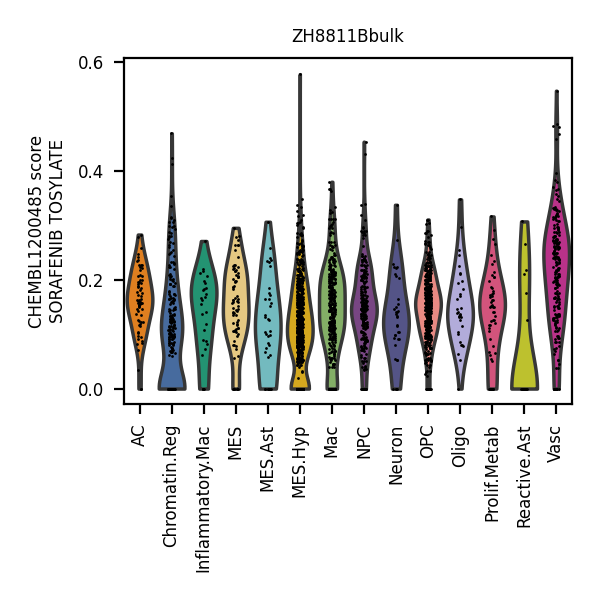 ZH8811Bbulk
CHEMBL1200485 score
SORAFENIB TOSYLATE
0.6
0.4
0.2
0.0
AC
Chromatin.Reg
Inflammatory.Mac
MES
MES.Ast
MES.Hyp
Mac
NPC
Neuron
OPC
Oligo
Prolif.Metab
Reactive.Ast
Vasc